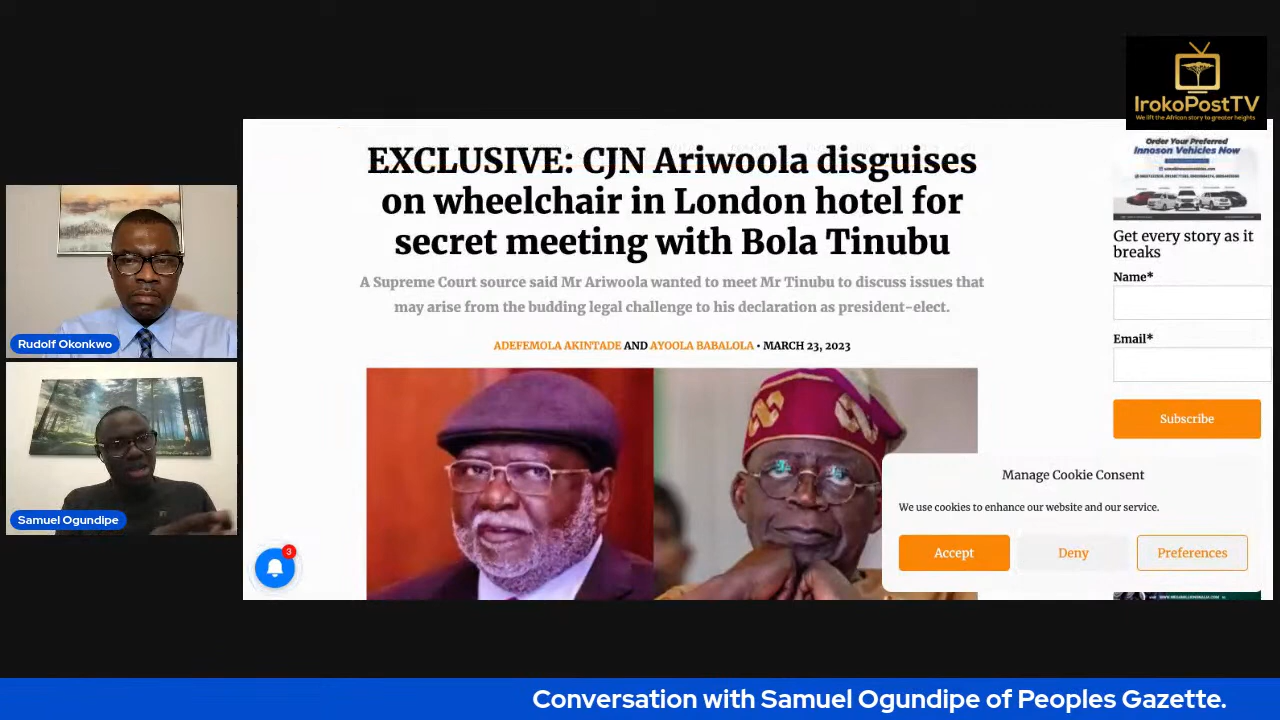 IrokoPostTV
We lift the African story to greater heights
EXCLUSIVE: CJN Ariwoola disguises
on wheelchair in London hotel for
secret meeting with Bola Tinubu
A Supreme Court source said Mr Ariwoola wanted to meet Mr Tinubu to discuss issues that
may arise from the budding legal challenge to his declaration as president-elect.
ADEFEMOLA AKINTADE AND AYOOLA BABALOLA • MARCH 23, 2023
Order Your Preferred
Innoson Vehicles Now
Get every story as it
breaks
Name*
Email*
Subscribe
Manage Cookie Consent
We use cookies to enhance our website and our service.
Accept
Deny
Preferences
3
Rudolf Okonkwo
Samuel Ogundipe
Conversation with Samuel Ogundipe of Peoples Gazette.